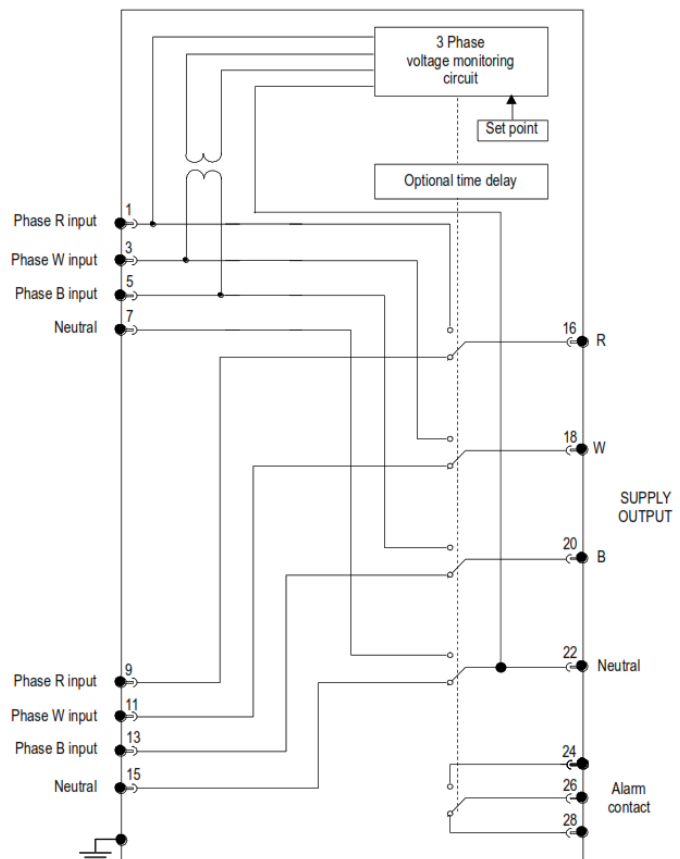 3 Phase
voltage monitoring
circuit
Set point
Optional time delay
1
Phase R input
3
Phase W input
5
Phase B input
7
Neutral
16
R
18
W
SUPPLY
OUTPUT
20
B
22
Neutral
9
Phase R input
11
Phase W input
13
Phase B input
15
Neutral
24
26
Alarm
contact
28